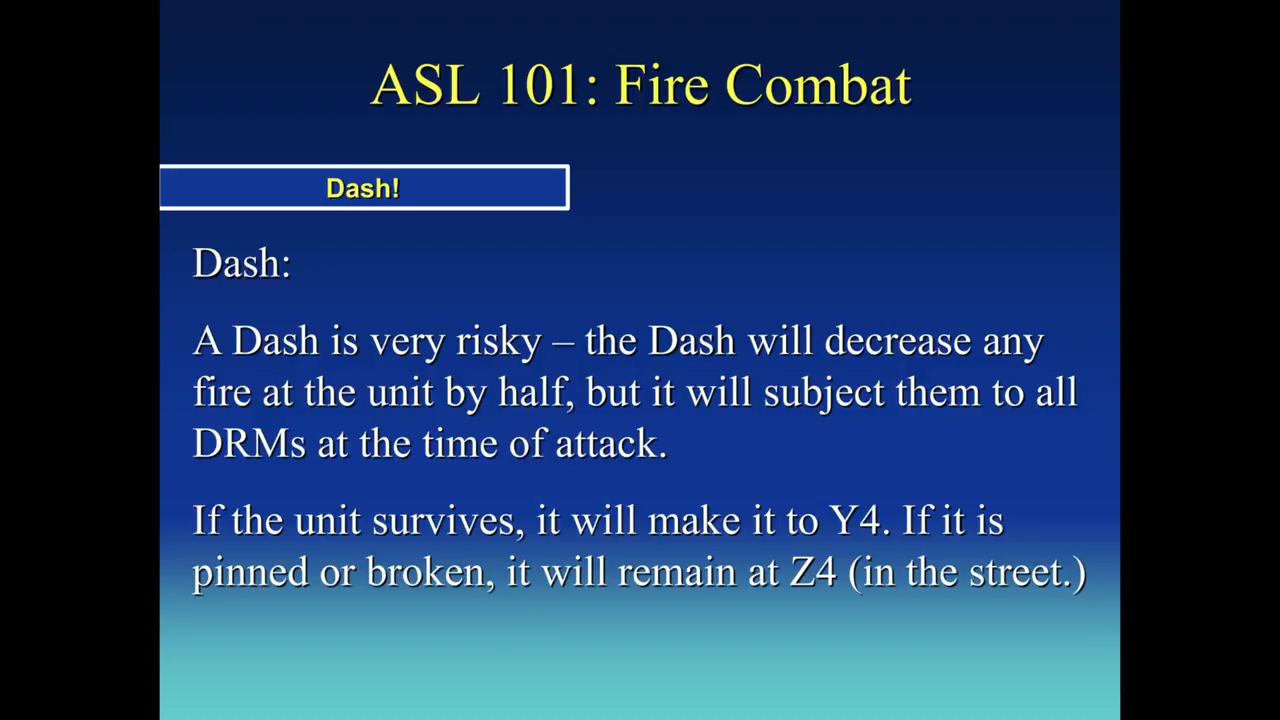 ASL 101: Fire Combat
Dash!
Dash:
A Dash is very risky – the Dash will decrease any
fire at the unit by half, but it will subject them to all
DRMs at the time of attack.
If the unit survives, it will make it to Y4. If it is
pinned or broken, it will remain at Z4 (in the street.)